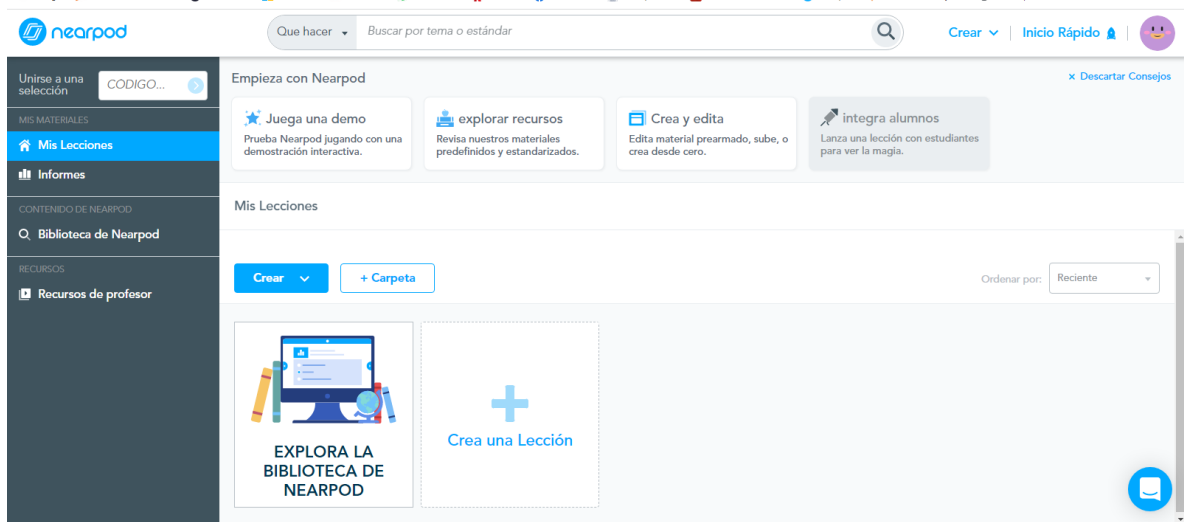 nearpod
Que hacer
Buscar por tema o estándar
Crear
Inicio Rápido
Unirse a una
selección
CODIGO...
MIS MATERIALES
Mis Lecciones
Informes
CONTENIDO DE NEARPOD
Biblioteca de Nearpod
RECURSOS
Recursos de profesor
Empieza con Nearpod
× Descartar Consejos
Juega una demo
Prueba Nearpod jugando con una
demostración interactiva.
explorar recursos
Revisa nuestros materiales
predefinidos y estandarizados.
Crea y edita
Edita material prearmado, sube, o
crea desde cero.
integra alumnos
Lanza una lección con estudiantes
para ver la magia.
Mis Lecciones
Crear
+ Carpeta
Ordenar por:
Reciente
EXPLORA LA
BIBLIOTECA DE
NEARPOD
Crea una Lección